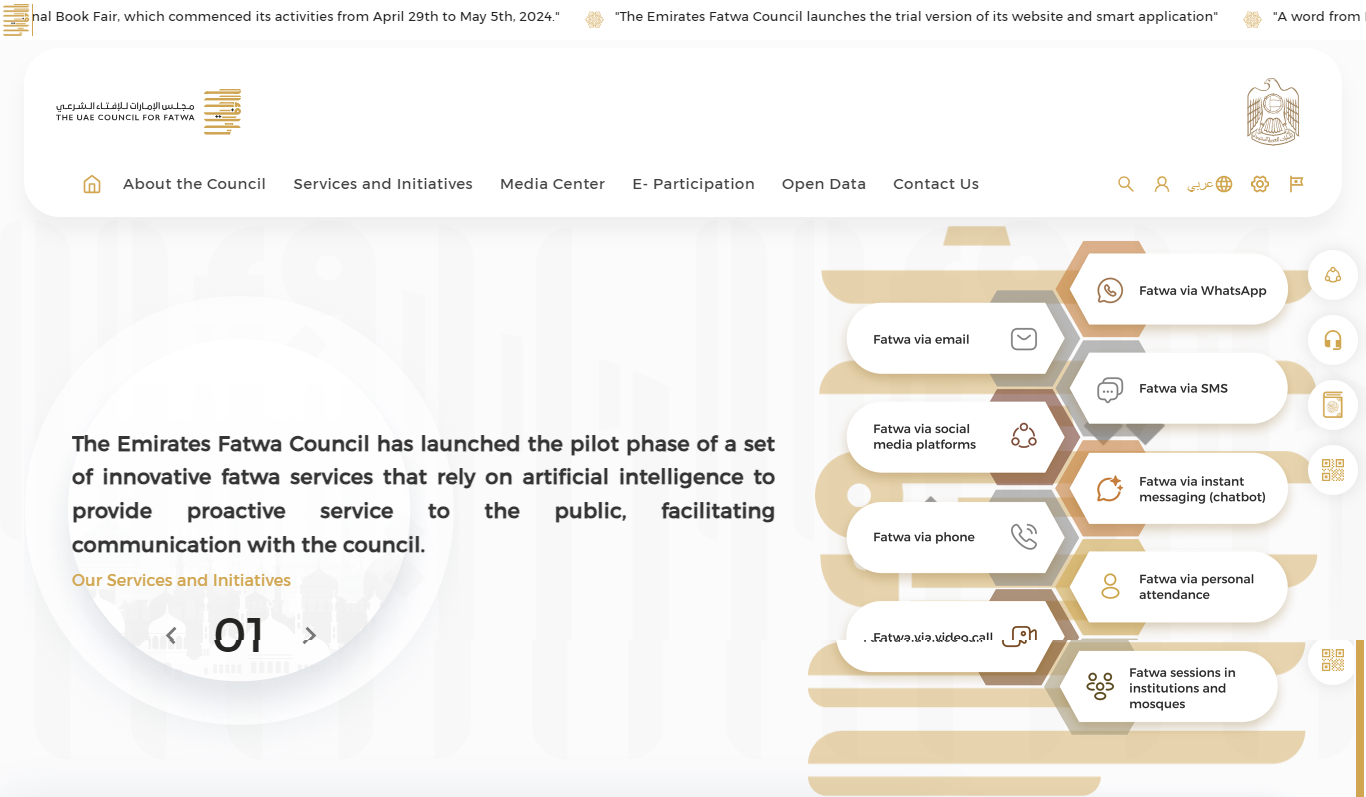 nal Book Fair, which commenced its activities from April 29th to May 5th, 2024." "The Emirates Fatwa Council launches the trial version of its website and smart application" "A word from
مجلس الإمارات للإفتاء الشرعي
THE UAE COUNCIL FOR FATWA
About the Council Services and Initiatives Media Center E- Participation Open Data Contact Us عربي
Fatwa via WhatsApp
Fatwa via email
Fatwa via SMS
Fatwa via social
media platforms
Fatwa via instant
messaging (chatbot)
Fatwa via phone
Fatwa via personal
attendance
Fatwa via video call
Fatwa sessions in
institutions and
mosques
The Emirates Fatwa Council has launched the pilot phase of a set
of innovative fatwa services that rely on artificial intelligence to
provide proactive service to the public, facilitating
communication with the council.
Our Services and Initiatives
01